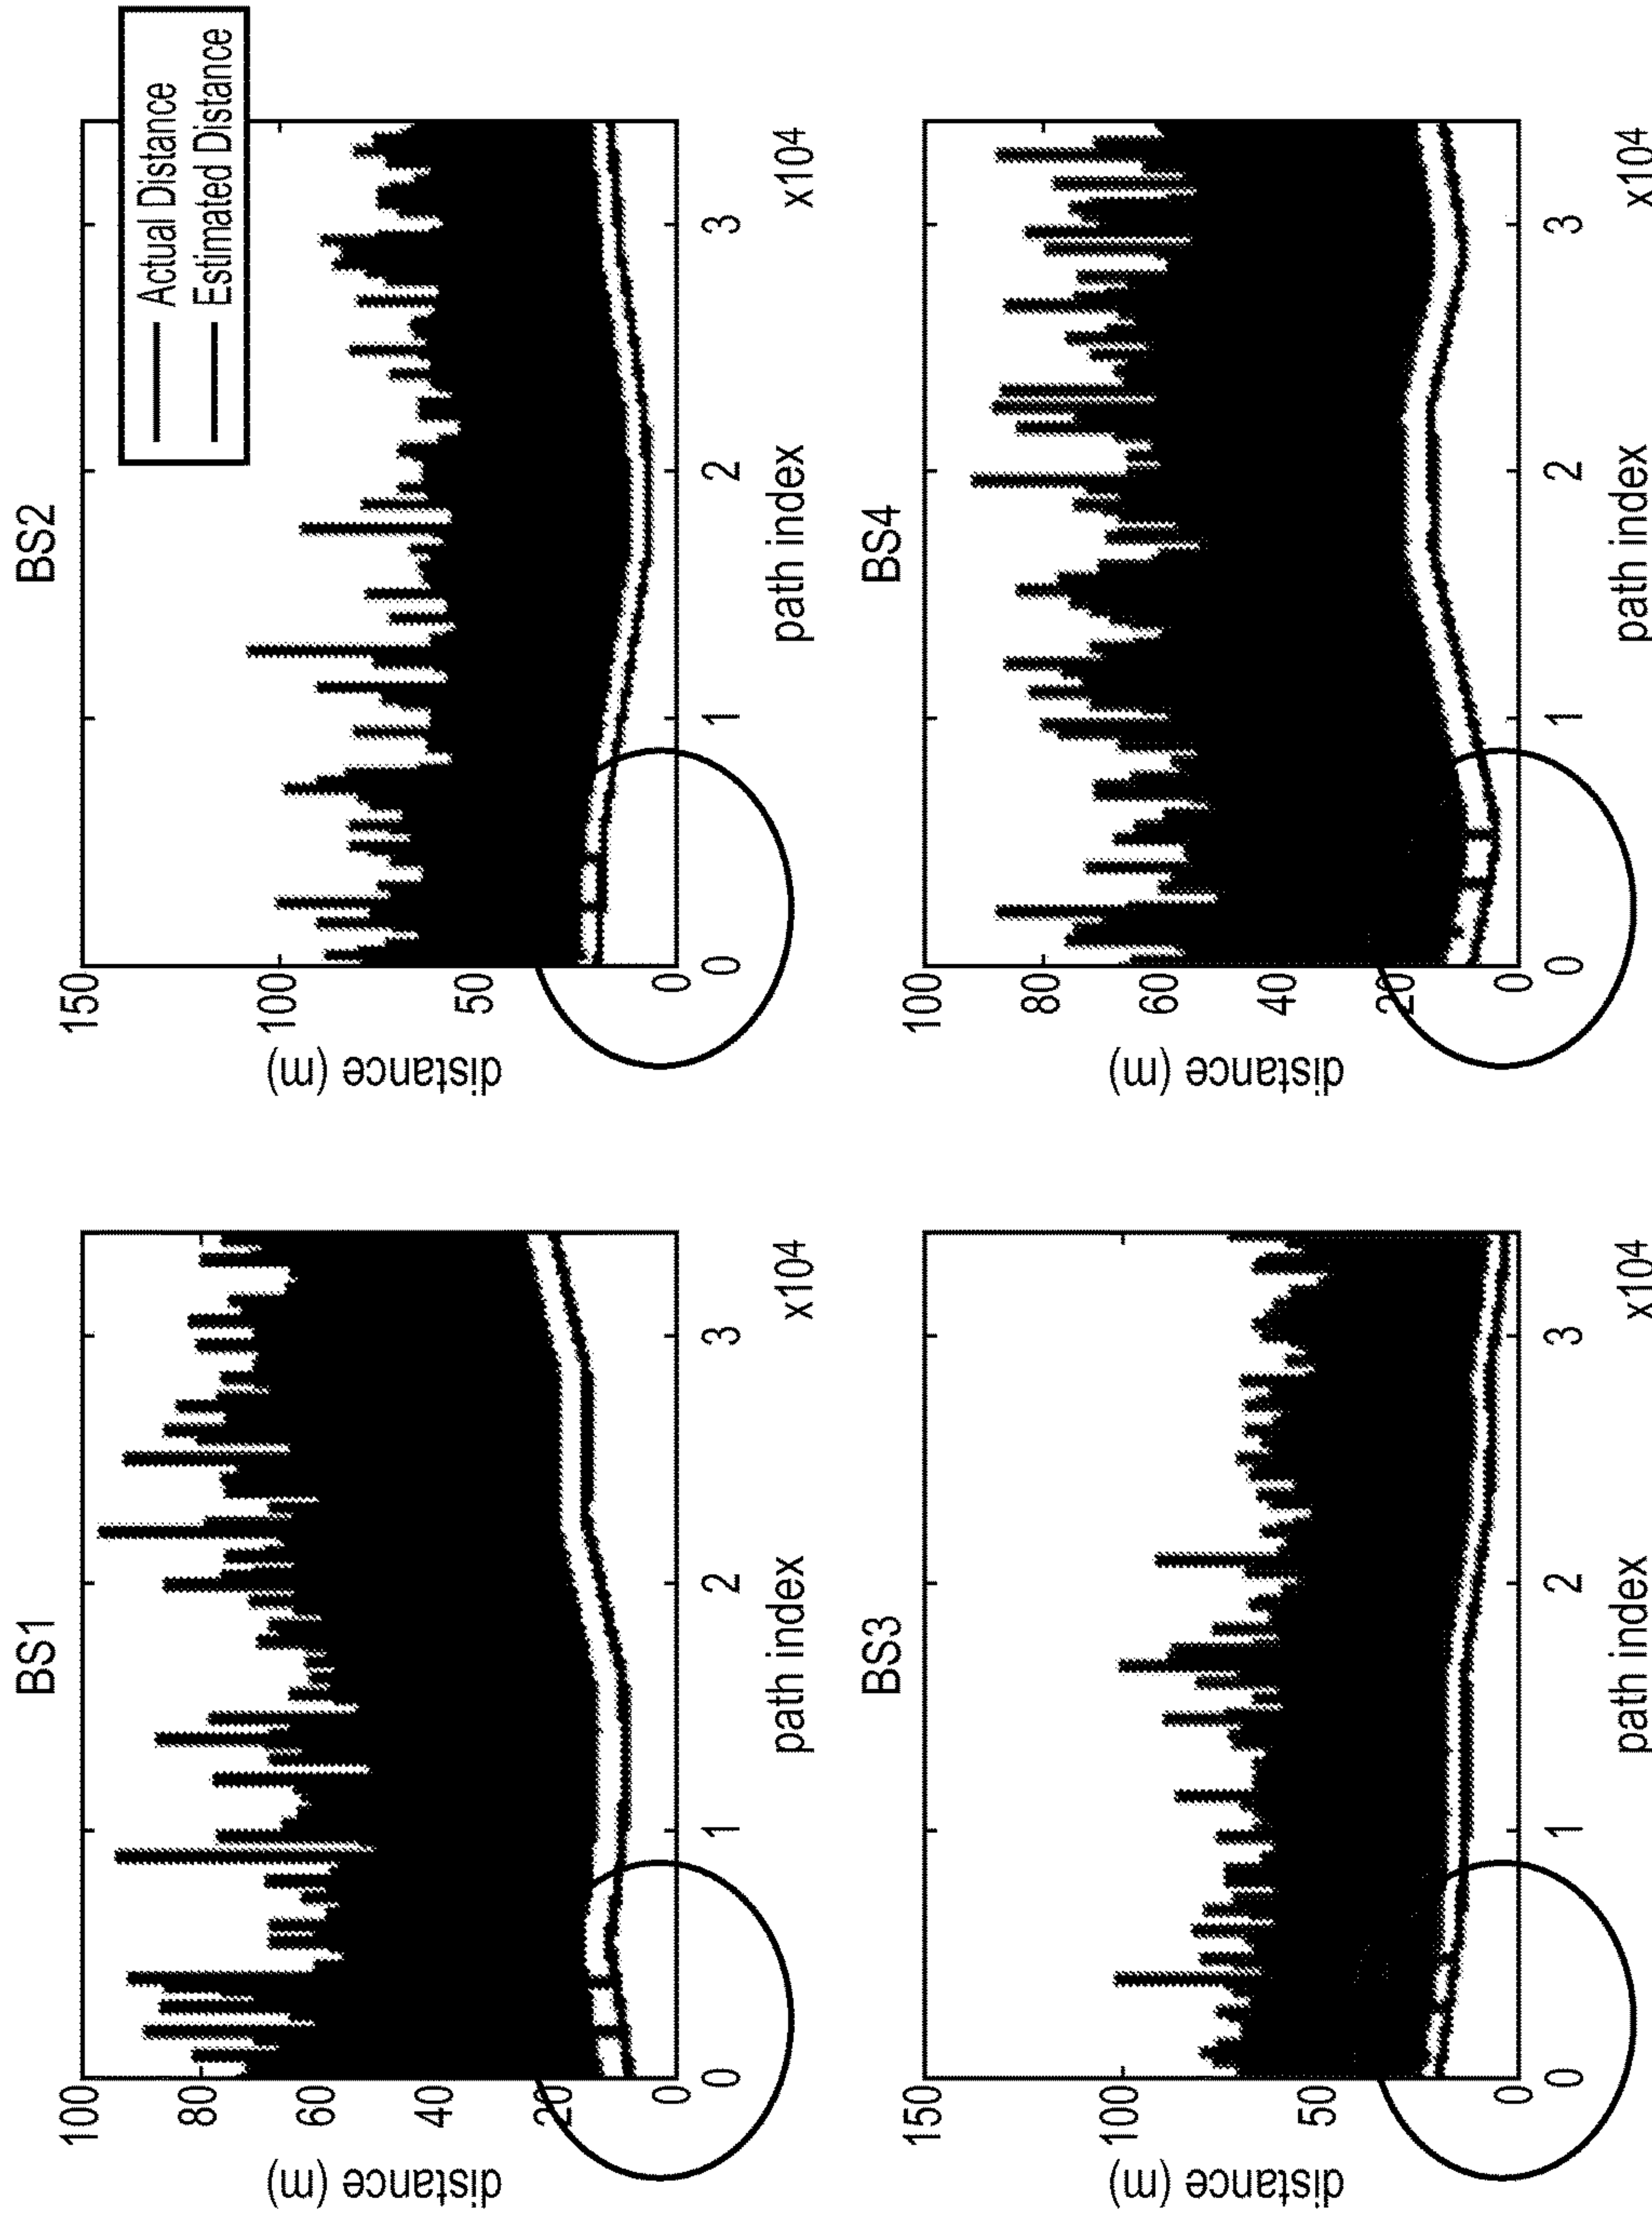 BS1
100
80
60
40
20
0
distance (m)
0
1
2
3
x104
path index
BS2
Actual Distance
Estimated Distance
150
100
50
0
distance (m)
0
1
2
3
x104
path index
BS3
150
100
50
0
distance (m)
0
1
2
3
x104
path index
BS4
100
80
60
40
20
0
distance (m)
0
1
2
3
x104
path index